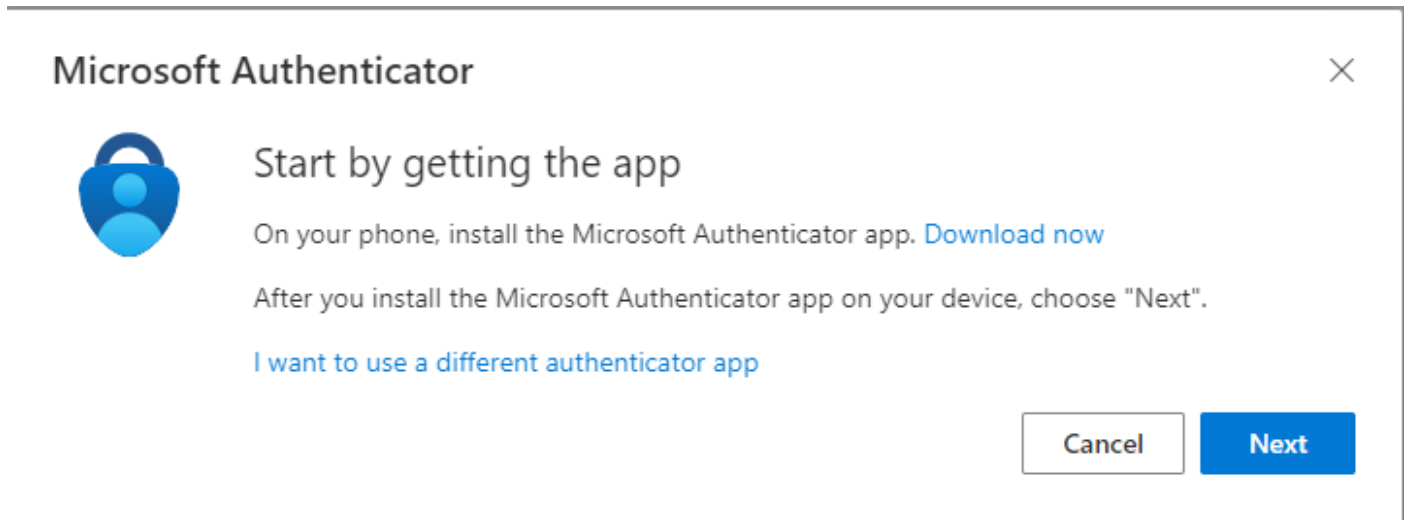 Microsoft Authenticator
Start by getting the app
On your phone, install the Microsoft Authenticator app. Download now
After you install the Microsoft Authenticator app on your device, choose "Next".
I want to use a different authenticator app
Cancel Next